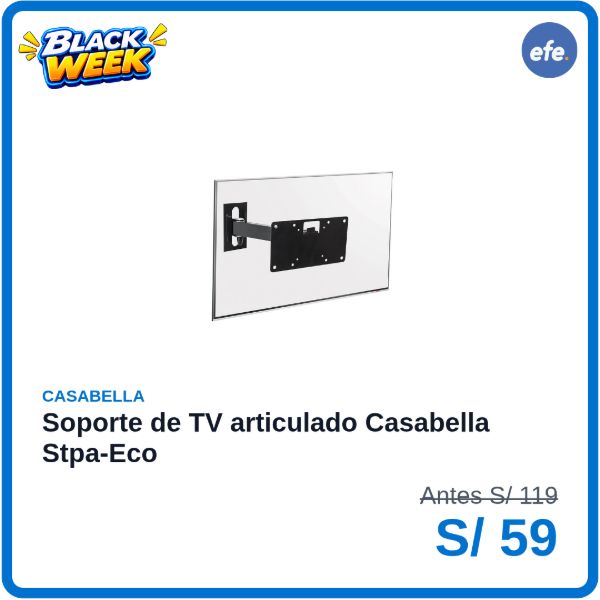 BLACK
WEEK
efe.
CASABELLA
Soporte de TV articulado Casabella
Stpa-Eco
Antes S/ 119
S/ 59